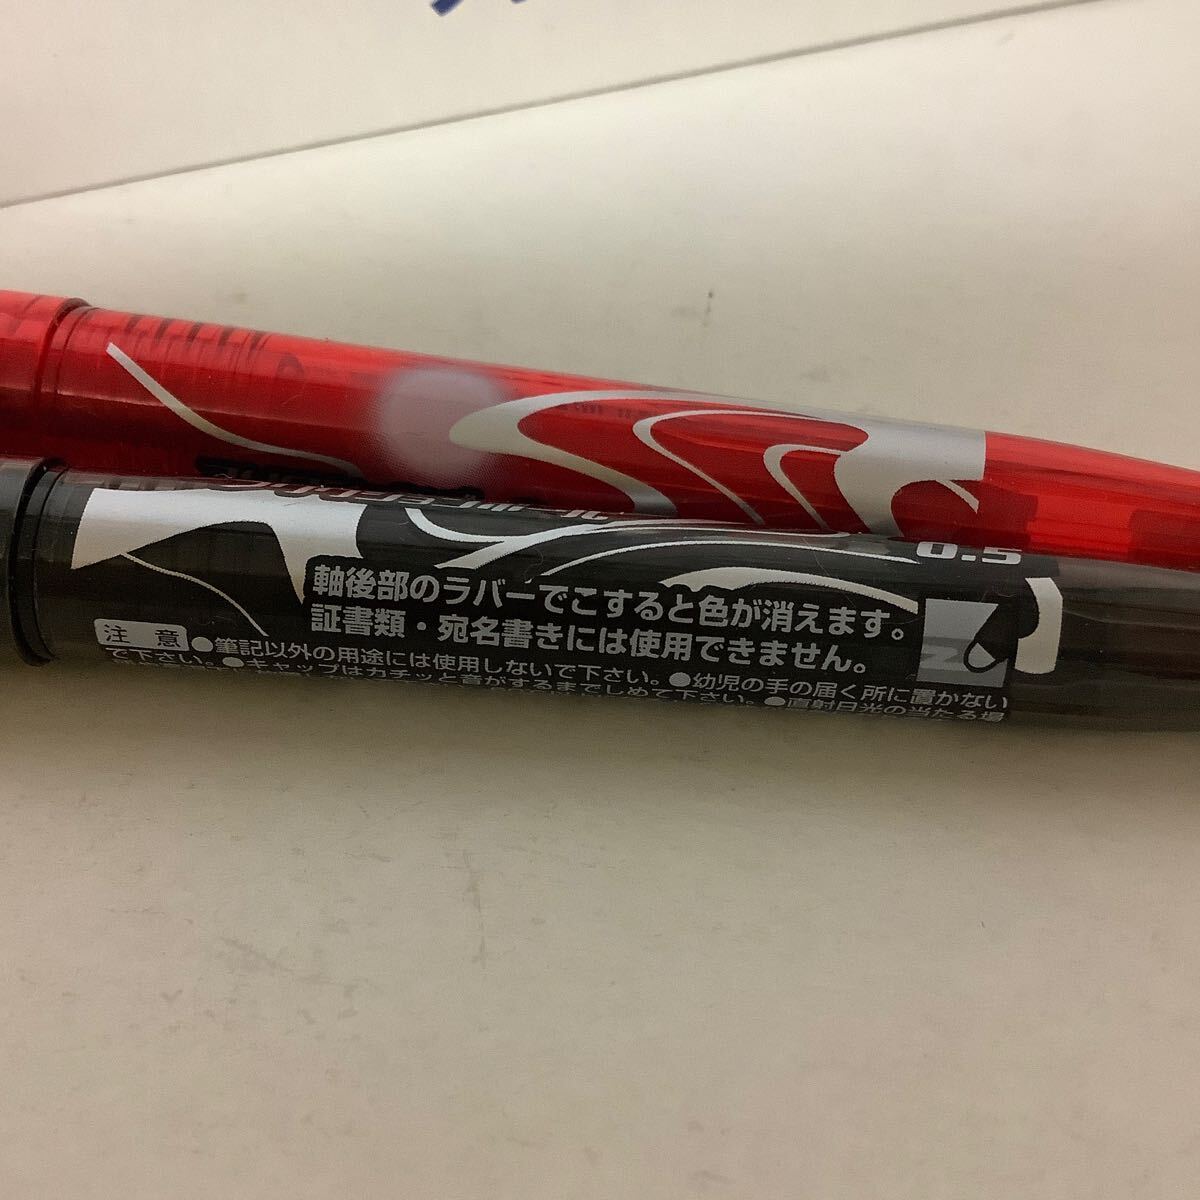 0.5
軸後部のラバーでこすると色が消えます。
証書類・宛名書きには使用できません。
注意 ●筆記以外の用途には使用しないで下さい。●幼児の手の届く所に置かない
で下さい。●キャップはカチッと音がするまでしめて下さい。●直射日光の当たる場